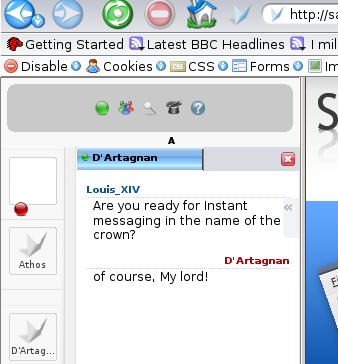 http://sa
Getting Started Latest BBC Headlines I mil
Disable Cookies CSS Forms Im
A
D'Artagnan
Louis_XIV
Are you ready for Instant
messaging in the name of the
crown?
D'Artagnan
of course, My lord!
Athos
D'Artag...
S